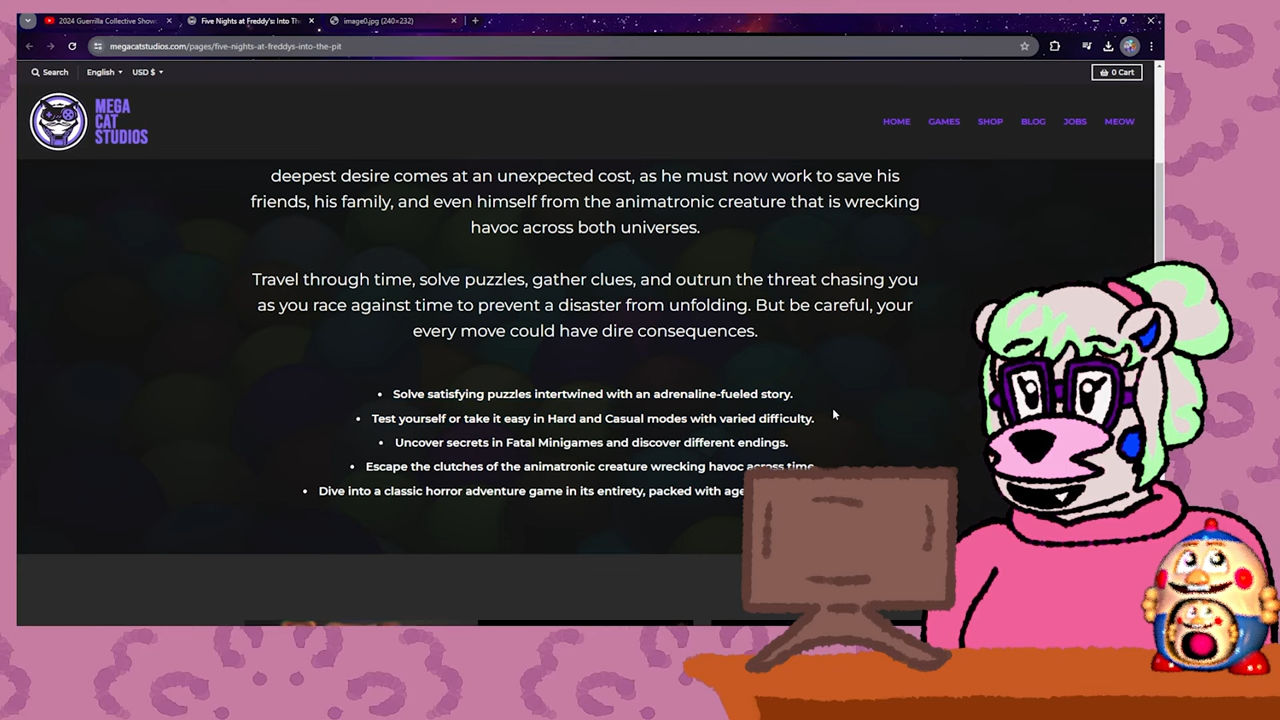 2024 Guerrilla Collective Show
Five Nights at Freddy's: Into Th
image0.jpg (240×232)
megacatstudios.com/pages/five-nights-at-freddys-into-the-pit
Search
English
USD $
0 Cart
MEGA
CAT
STUDIOS
HOME
GAMES
SHOP
BLOG
JOBS
MEOW
deepest desire comes at an unexpected cost, as he must now work to save his
friends, his family, and even himself from the animatronic creature that is wrecking
havoc across both universes.
Travel through time, solve puzzles, gather clues, and outrun the threat chasing you
as you race against time to prevent a disaster from unfolding. But be careful, your
every move could have dire consequences.
• Solve satisfying puzzles intertwined with an adrenaline-fueled story.
• Test yourself or take it easy in Hard and Casual modes with varied difficulty.
• Uncover secrets in Fatal Minigames and discover different endings.
• Escape the clutches of the animatronic creature wrecking havoc across time
• Dive into a classic horror adventure game in its entirety, packed with age